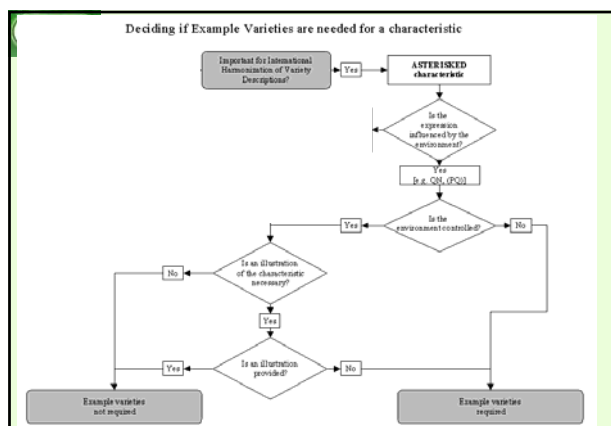 Deciding if Example Varieties are needed for a characteristic
Important for International
Harmonization of Variety
Descriptions?
Yes
ASTERISKED
characteristic
Is the
expression
influenced by the
environment?
Yes
[e.g. QN, (PQ)]
Is the
environment controlled?
Yes
No
Is an illustration
of the characteristic
necessary?
No
Yes
Is an illustration
provided?
Yes
No
Example varieties
not required
Example varieties
required